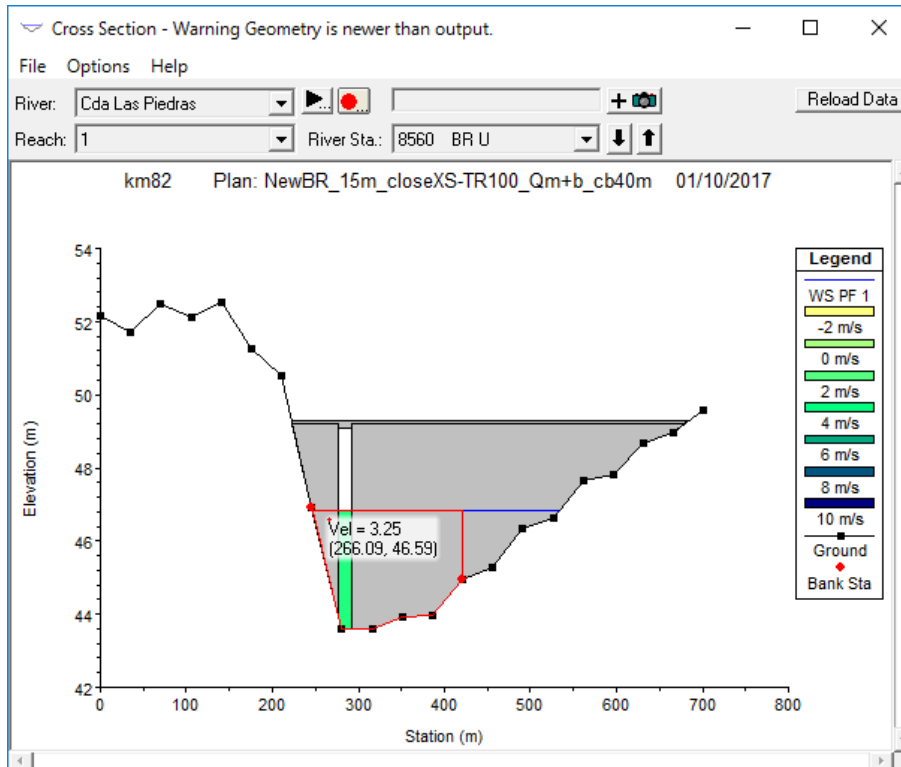 Cross Section - Warning Geometry is newer than output.
File Options Help
River: Cda Las Piedras Reload Data
Reach: 1 River Sta.: 8560 BR U
km82 Plan: NewBR_15m_closeXS-TR100_Qm+b_cb40m 01/10/2017
54
52
50
48
46
44
42
0 100 200 300 400 500 600 700 800
Station (m)
Elevation (m)
Vel = 3.25
(266.09, 46.59)
Legend
WS PF 1
-2 m/s
0 m/s
2 m/s
4 m/s
6 m/s
8 m/s
10 m/s
Ground
Bank Sta